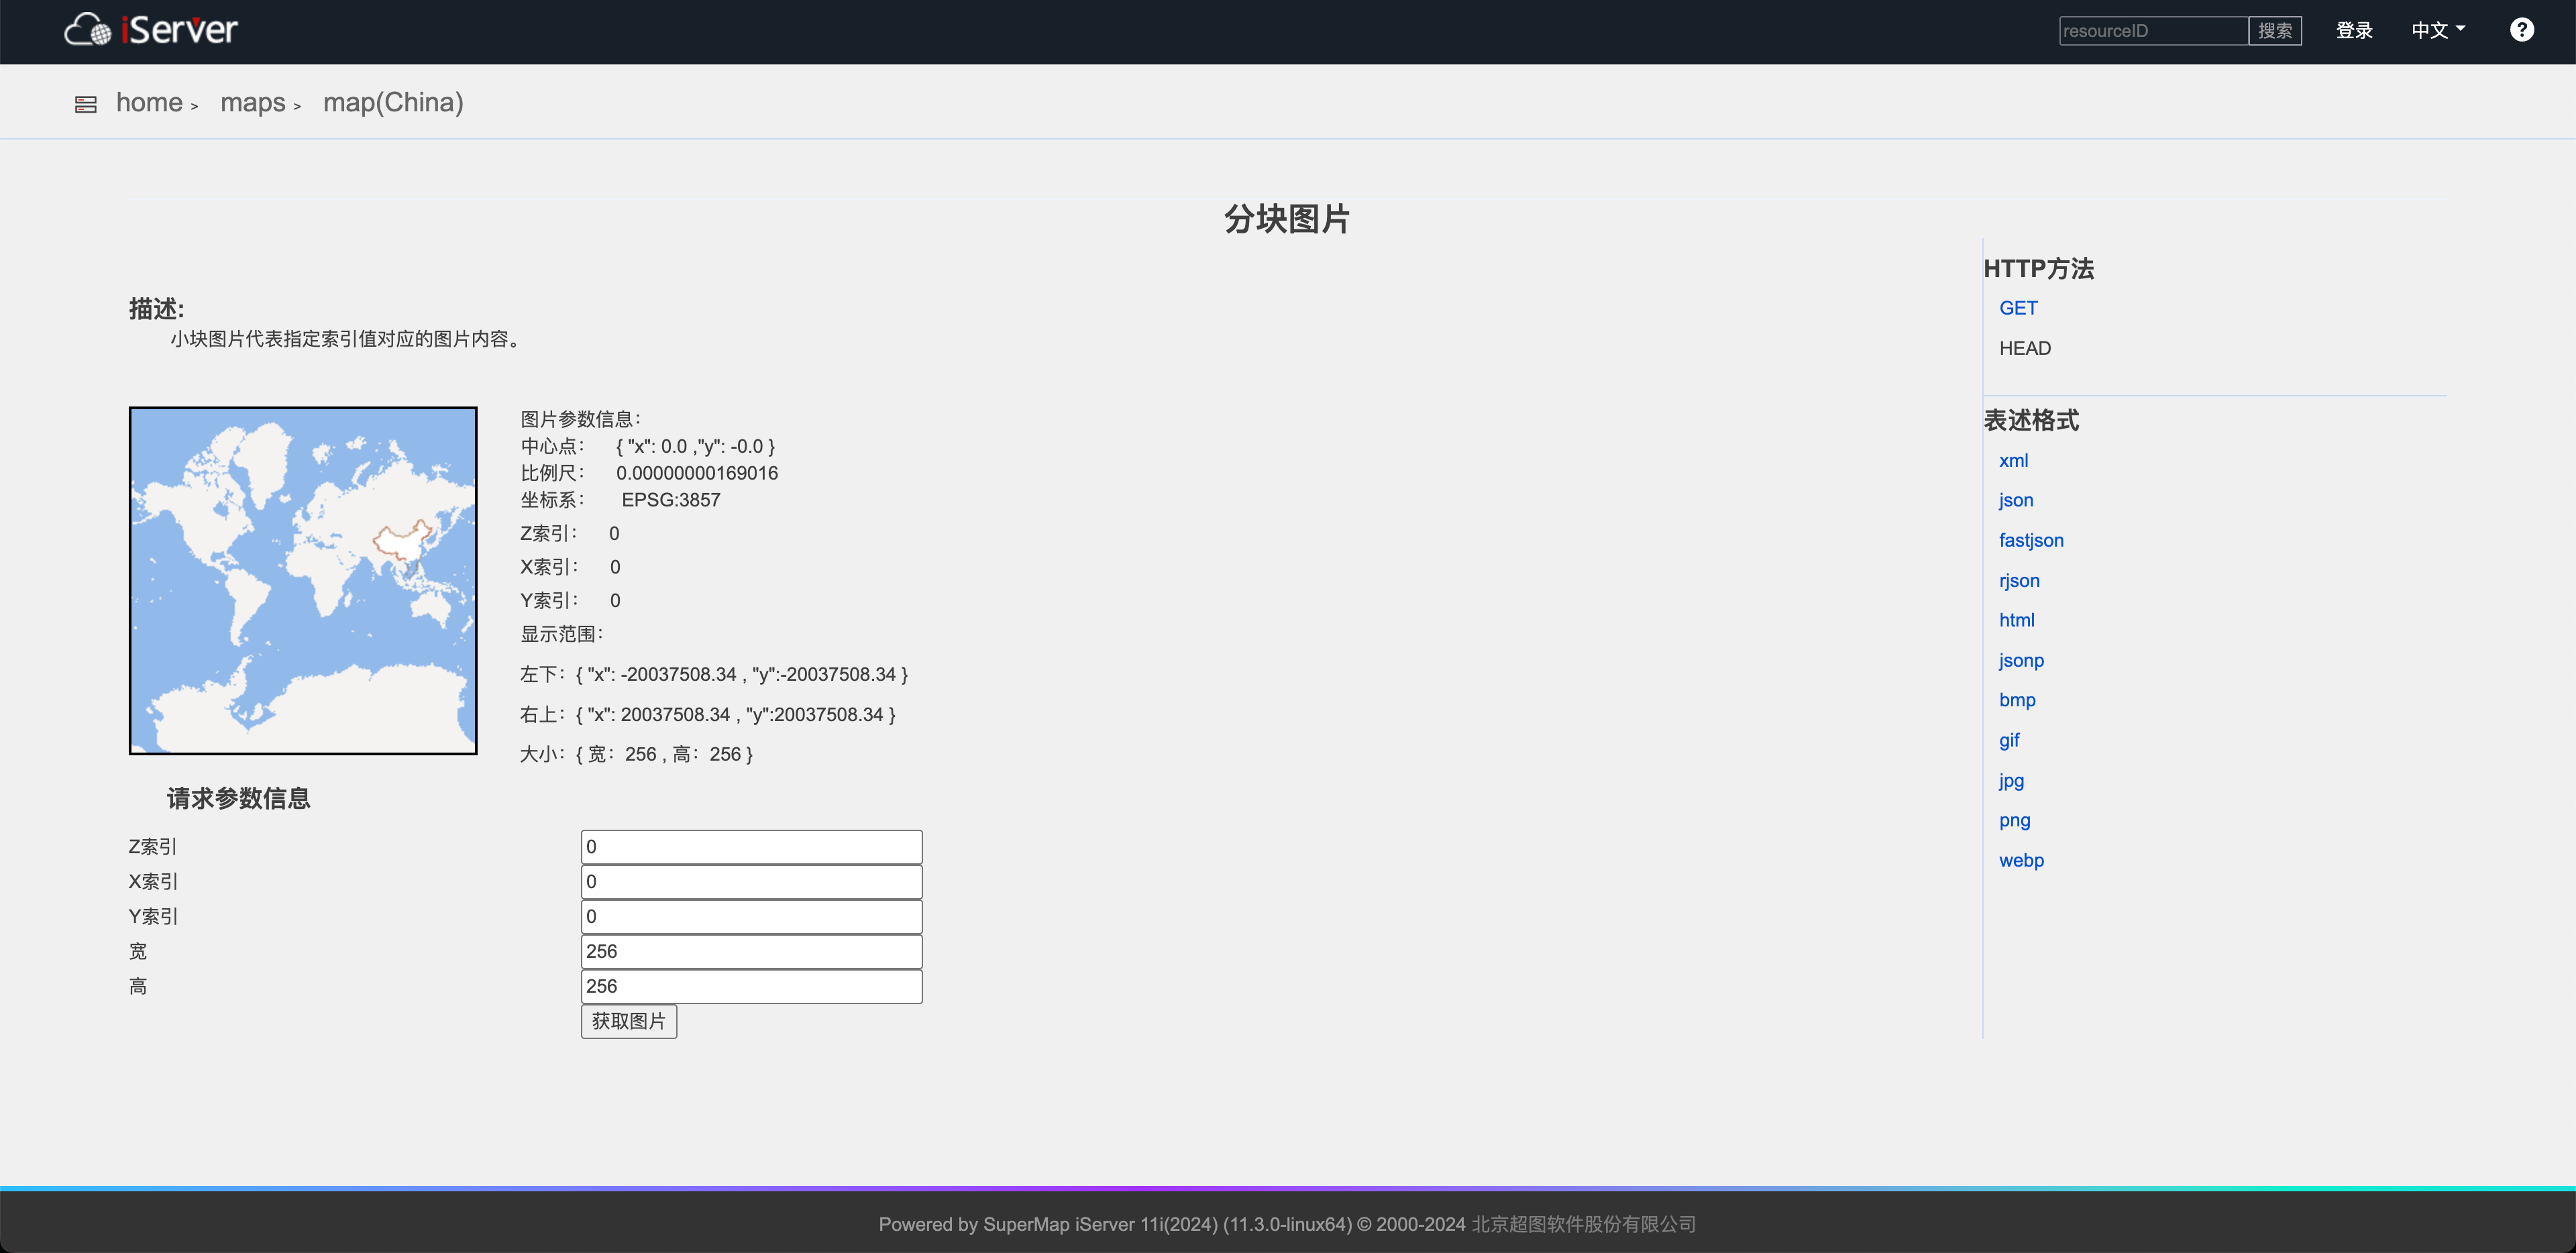 iServer
resourceID 搜索 登录 中文 ?
home > maps > map(China)
分块图片
描述:
小块图片代表指定索引值对应的图片内容。
图片参数信息：
中心点： { "x": 0.0 ,"y": -0.0 }
比例尺： 0.00000000169016
坐标系： EPSG:3857
Z索引： 0
X索引： 0
Y索引： 0
显示范围：
左下：{ "x": -20037508.34 , "y":-20037508.34 }
右上：{ "x": 20037508.34 , "y":20037508.34 }
大小：{ 宽：256 , 高：256 }
请求参数信息
Z索引 0
X索引 0
Y索引 0
宽 256
高 256
获取图片
HTTP方法
GET
HEAD
表述格式
xml
json
fastjson
rjson
html
jsonp
bmp
gif
jpg
png
webp
Powered by SuperMap iServer 11i(2024) (11.3.0-linux64) © 2000-2024 北京超图软件股份有限公司